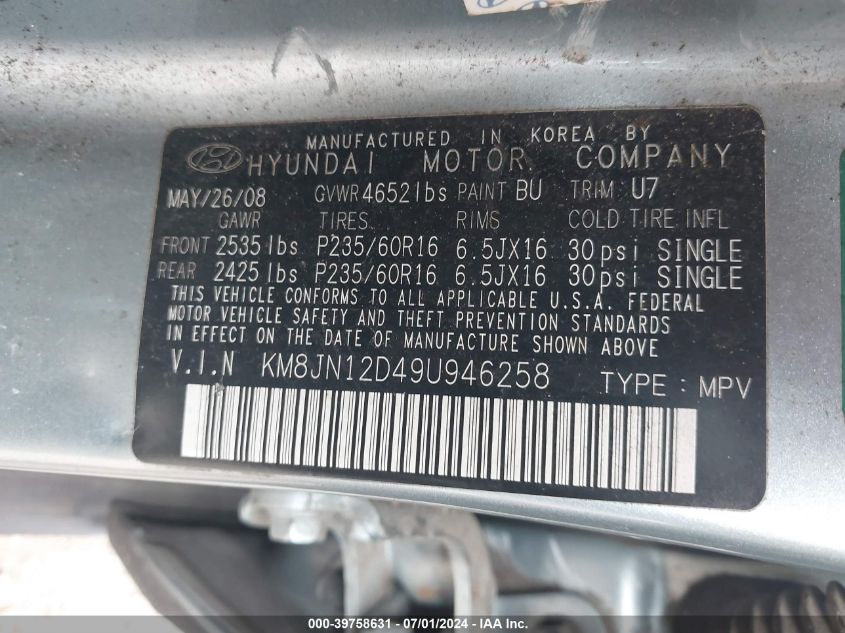 MANUFACTURED IN KOREA BY
HYUNDAI MOTOR COMPANY
MAY/26/08 GVWR 4652lbs PAINT BU TRIM U7
GAWR TIRES RIMS COLD TIRE INFL
FRONT 2535lbs P235/60R16 6.5JX16 30psi SINGLE
REAR 2425lbs P235/60R16 6.5JX16 30psi SINGLE
THIS VEHICLE CONFORMS TO ALL APPLICABLE U.S.A. FEDERAL
MOTOR VEHICLE SAFETY AND THEFT PREVENTION STANDARDS
IN EFFECT ON THE DATE OF MANUFACTURE SHOWN ABOVE.
V.I.N KM8JN12D49U946258 TYPE : MPV
000-39758631 - 07/01/2024 - IAA Inc.